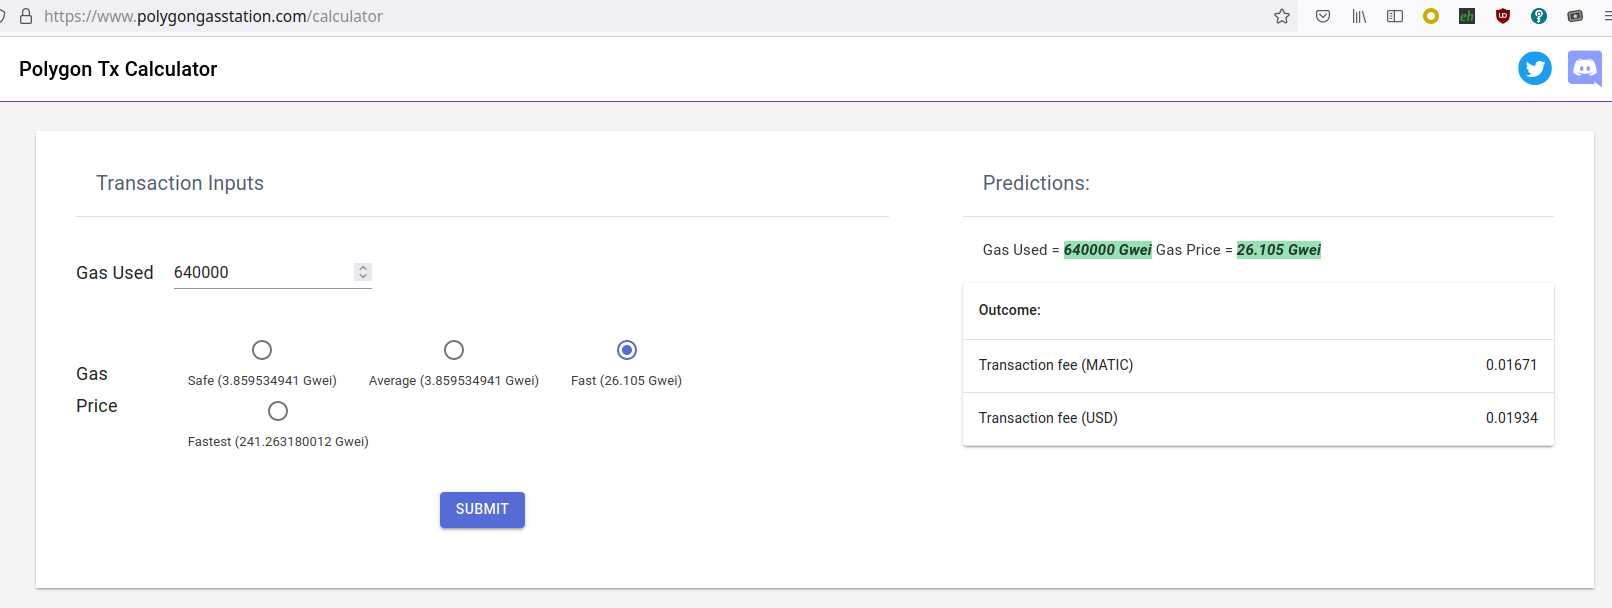 https://www.polygongasstation.com/calculator
eh
Polygon Tx Calculator
Transaction Inputs
Gas Used 640000
Gas
Price
Safe (3.859534941 Gwei) Average (3.859534941 Gwei) Fast (26.105 Gwei)
Fastest (241.263180012 Gwei)
SUBMIT
Predictions:
Gas Used = 640000 Gwei Gas Price = 26.105 Gwei
Outcome:
Transaction fee (MATIC) 0.01671
Transaction fee (USD) 0.01934